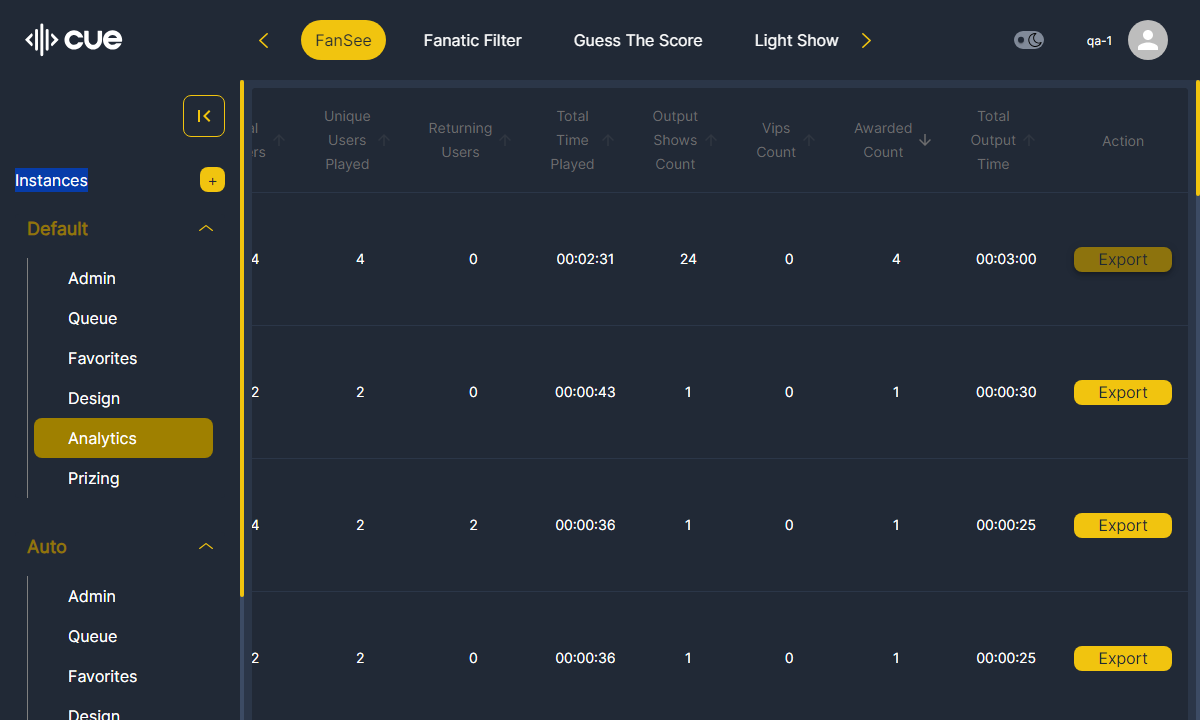 cue
FanSee
Fanatic Filter
Guess The Score
Light Show
qa-1
Instances
+
Default
Admin
Queue
Favorites
Design
Analytics
Prizing
Auto
Admin
Queue
Favorites
Design
Unique
Users
Played
Returning
Users
Total
Time
Played
Output
Shows
Count
Vips
Count
Awarded
Count
Total
Output
Time
Action
4 4 0 00:02:31 24 0 4 00:03:00 Export
2 2 0 00:00:43 1 0 1 00:00:30 Export
4 2 2 00:00:36 1 0 1 00:00:25 Export
2 2 0 00:00:36 1 0 1 00:00:25 Export